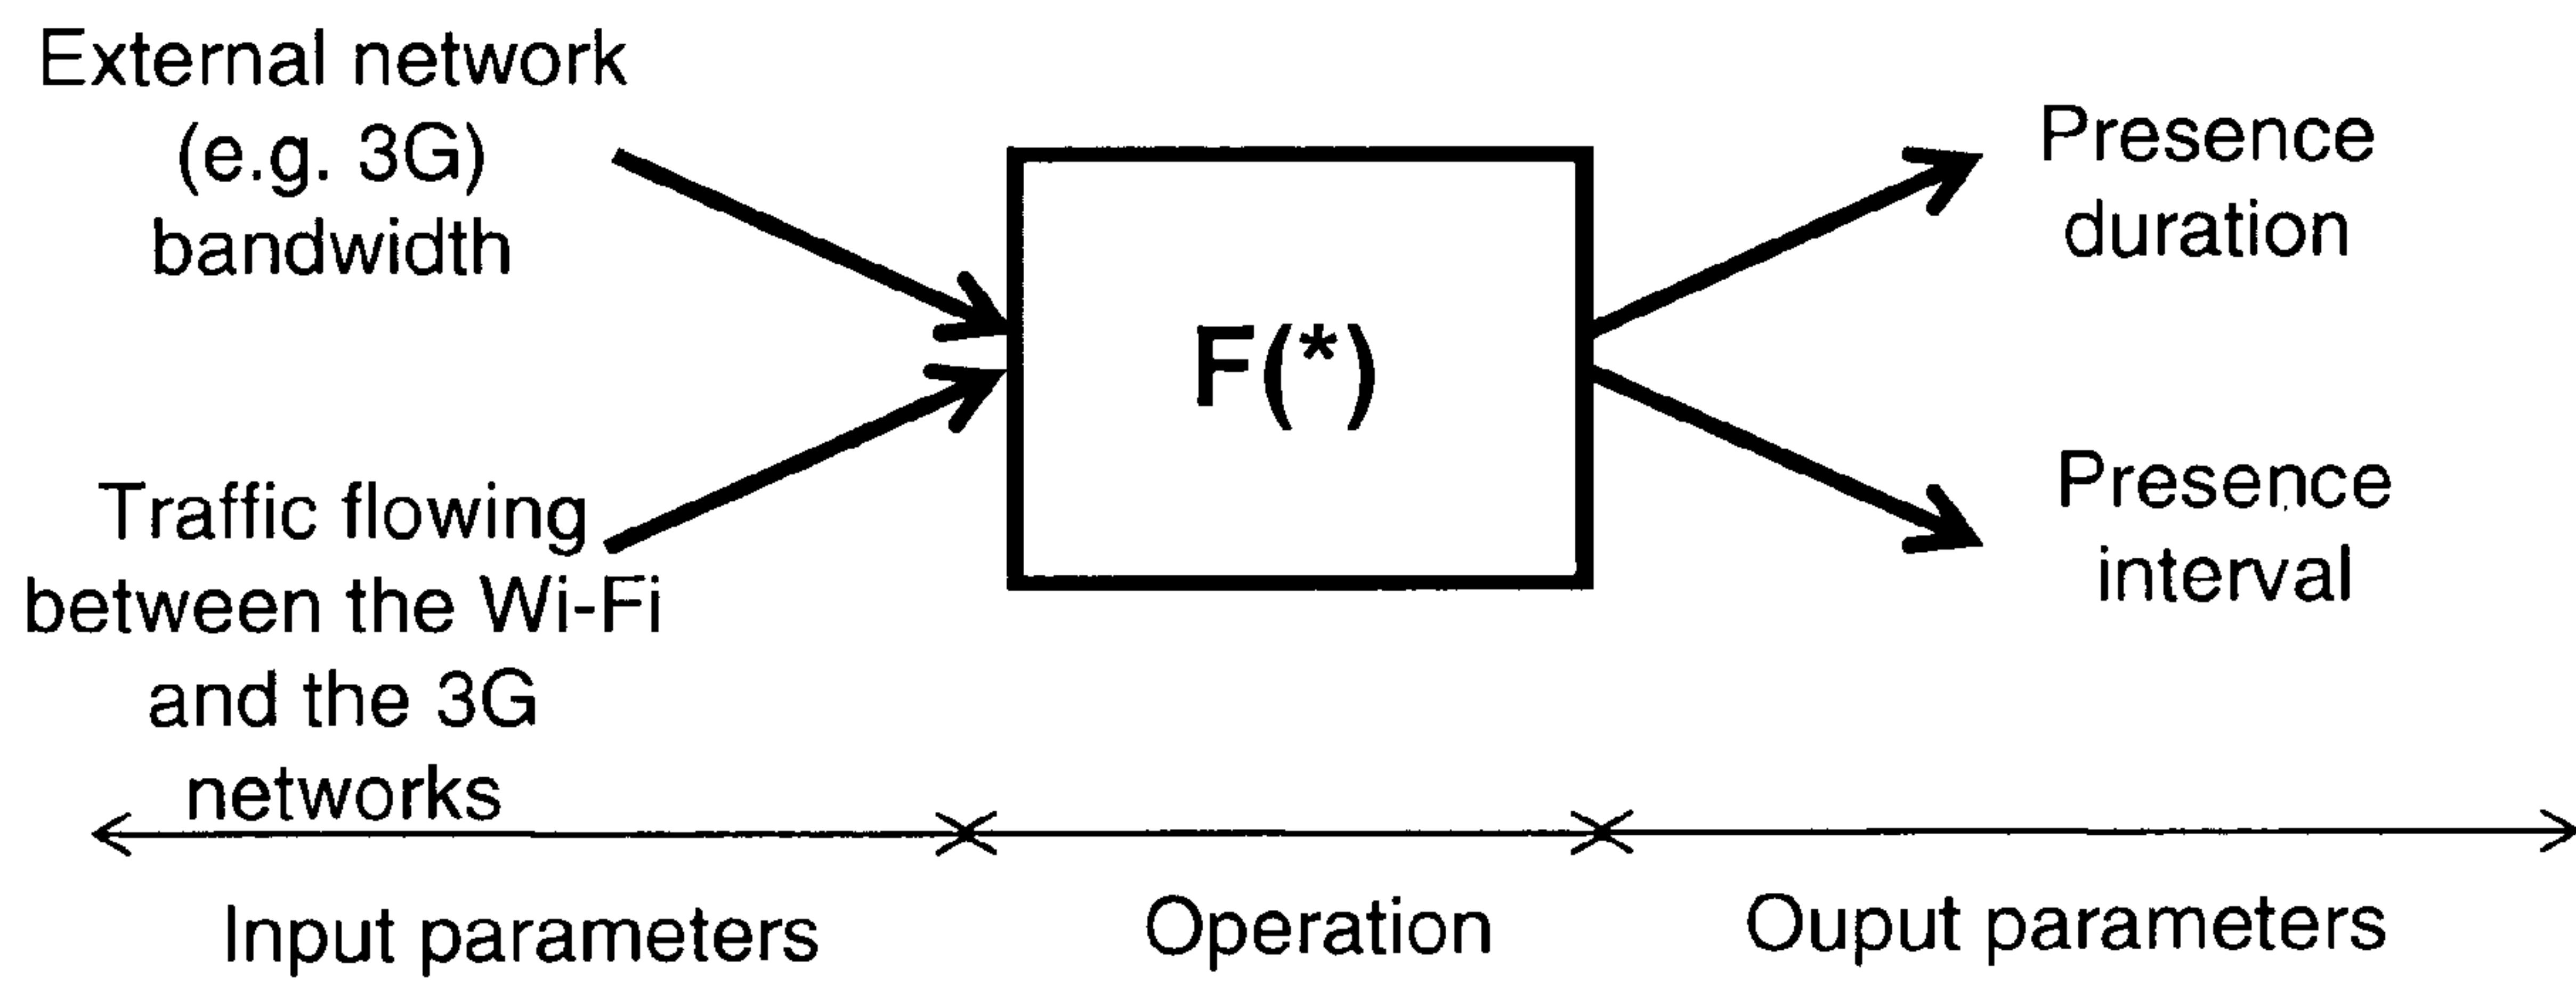 External network
(e.g. 3G)
bandwidth
Traffic flowing
between the Wi-Fi
and the 3G
networks
F(*)
Presence
duration
Presence
interval
Input parameters
Operation
Ouput parameters